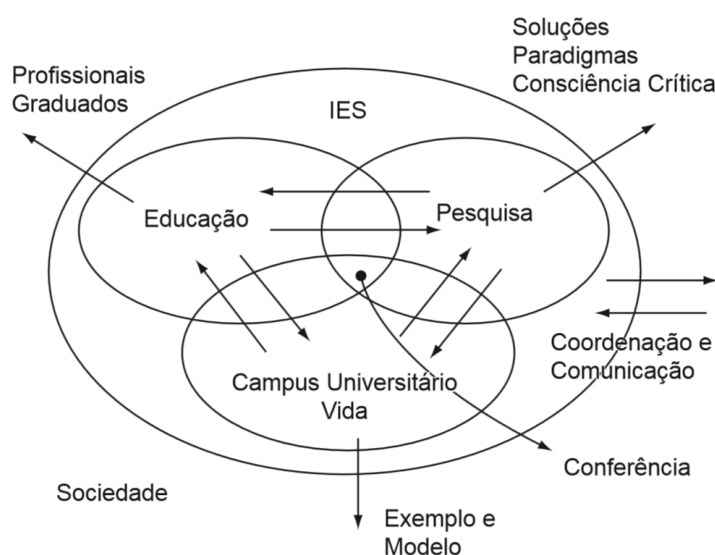 Soluções
Paradigmas
Consciência Crítica
Profissionais
Graduados
IES
Educação
Pesquisa
Campus Universitário
Vida
Coordenação e
Comunicação
Conferência
Sociedade
Exemplo e
Modelo